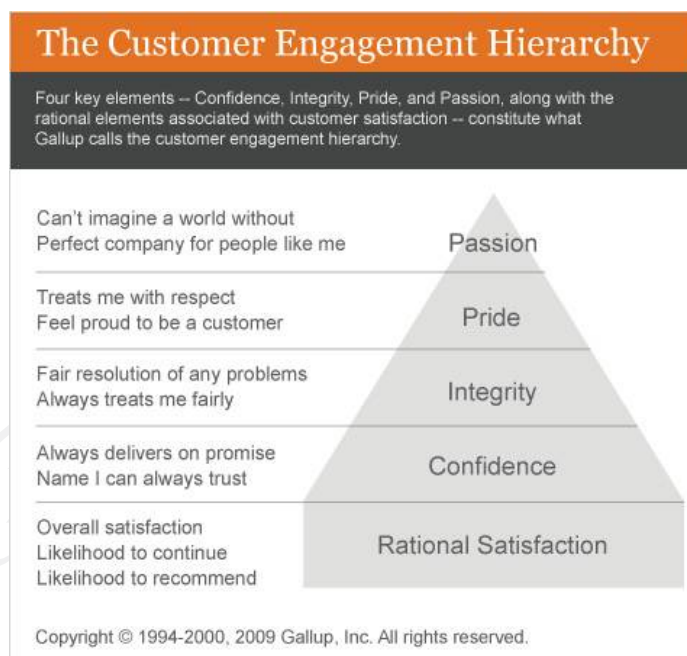 The Customer Engagement Hierarchy
Four key elements -- Confidence, Integrity, Pride, and Passion, along with the
rational elements associated with customer satisfaction -- constitute what
Gallup calls the customer engagement hierarchy.
Can't imagine a world without
Perfect company for people like me
Passion
Treats me with respect
Feel proud to be a customer
Pride
Fair resolution of any problems
Always treats me fairly
Integrity
Always delivers on promise
Name I can always trust
Confidence
Overall satisfaction
Likelihood to continue
Likelihood to recommend
Rational Satisfaction
Copyright © 1994-2000, 2009 Gallup, Inc. All rights reserved.